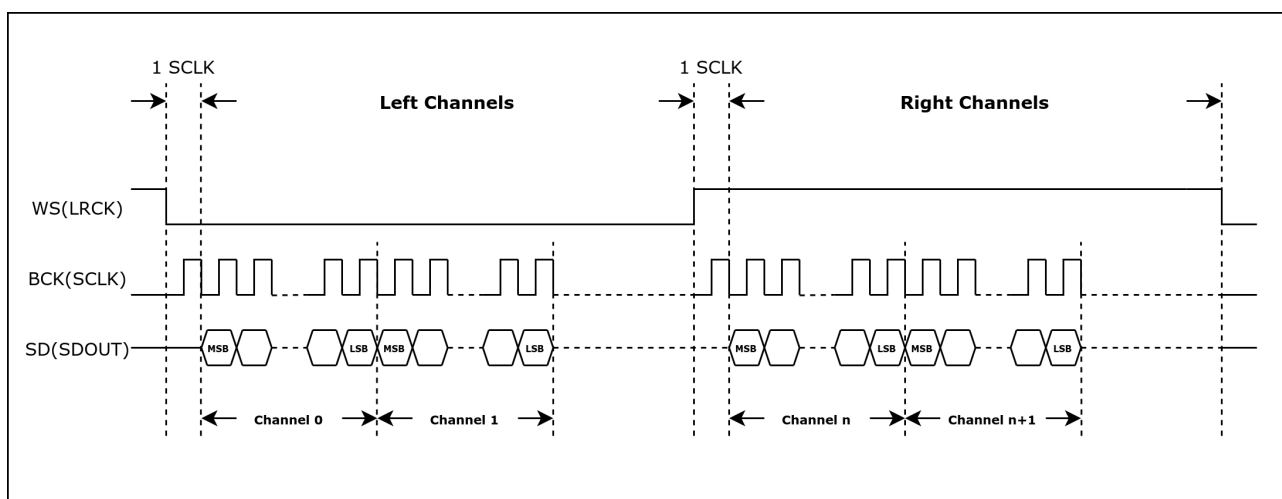 1 SCLK 1 SCLK
Left Channels Right Channels
WS(LRCK)
BCK(SCLK)
SD(SDOUT) MSB LSB MSB LSB MSB LSB MSB LSB
Channel 0 Channel 1 Channel n Channel n+1